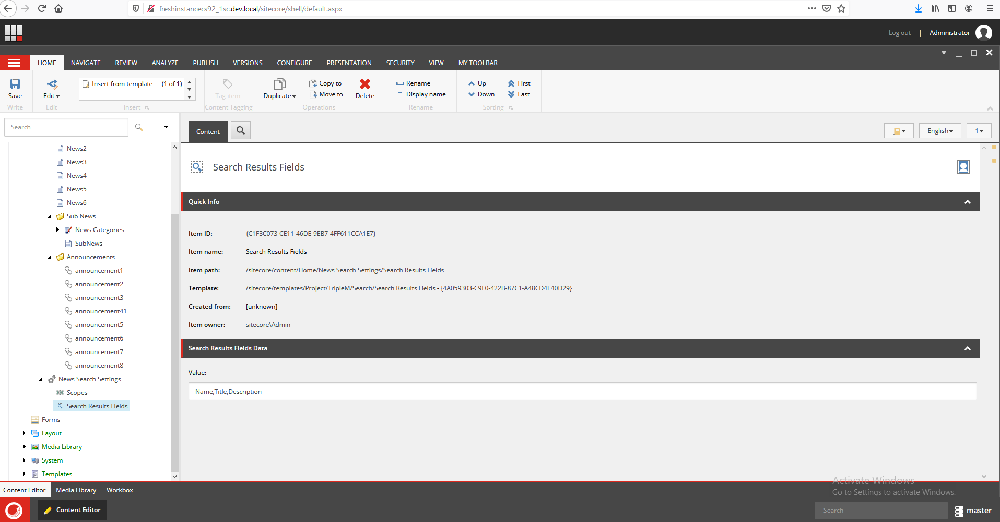 freshinstancecs92_1sc.dev.local/sitecore/shell/default.aspx
Log out | Administrator
HOME NAVIGATE REVIEW ANALYZE PUBLISH VERSIONS CONFIGURE PRESENTATION SECURITY VIEW MY TOOLBAR
Insert from template (1 of 1)
Copy to
Rename
Up
First
Save
Edit
Tag item
Duplicate
Move to
Delete
Display name
Down
Last
Write
Edit
Insert
Content Tagging
Operations
Rename
Sorting
Search
Content
English
1
News2
News3
News4
News5
News6
Sub News
News Categories
SubNews
Announcements
announcement1
announcement2
announcement3
announcement41
announcement5
announcement6
announcement7
announcement8
News Search Settings
Scopes
Search Results Fields
Forms
Layout
Media Library
System
Templates
Search Results Fields
Quick Info
Item ID: {C1F3C073-CE11-46DE-9EB7-4FF611CCA1E7}
Item name: Search Results Fields
Item path: /sitecore/content/Home/News Search Settings/Search Results Fields
Template: /sitecore/templates/Project/TripleM/Search/Search Results Fields - {4A059303-C9F0-422B-87C1-A48CD4E40D29}
Created from: [unknown]
Item owner: sitecore\Admin
Search Results Fields Data
Value:
Name,Title,Description
Activate Windows
Go to Settings to activate Windows.
Content Editor Media Library Workbox
Content Editor
Search
master